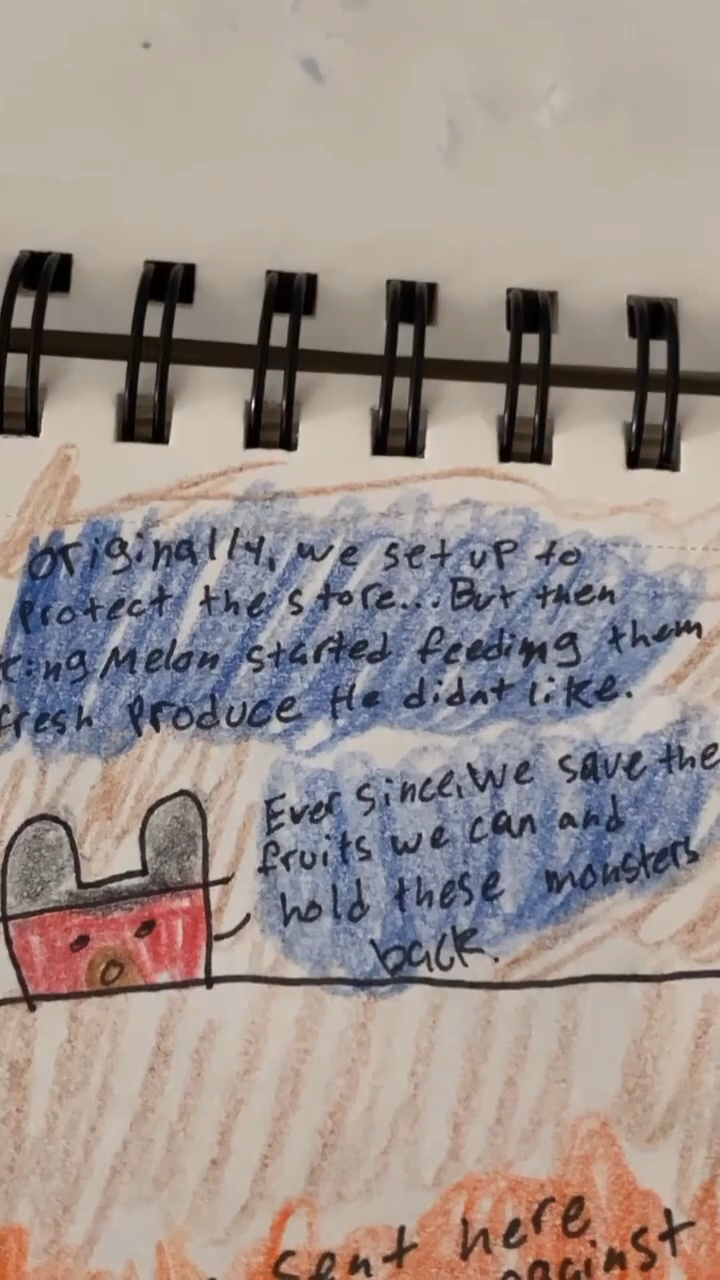 Originally, we set up to
Protect the store... But then
King Melon started feeding them
fresh Produce He didnt like.
Ever since, We save the
fruits we can and
hold these monsters
back.
sent here
against